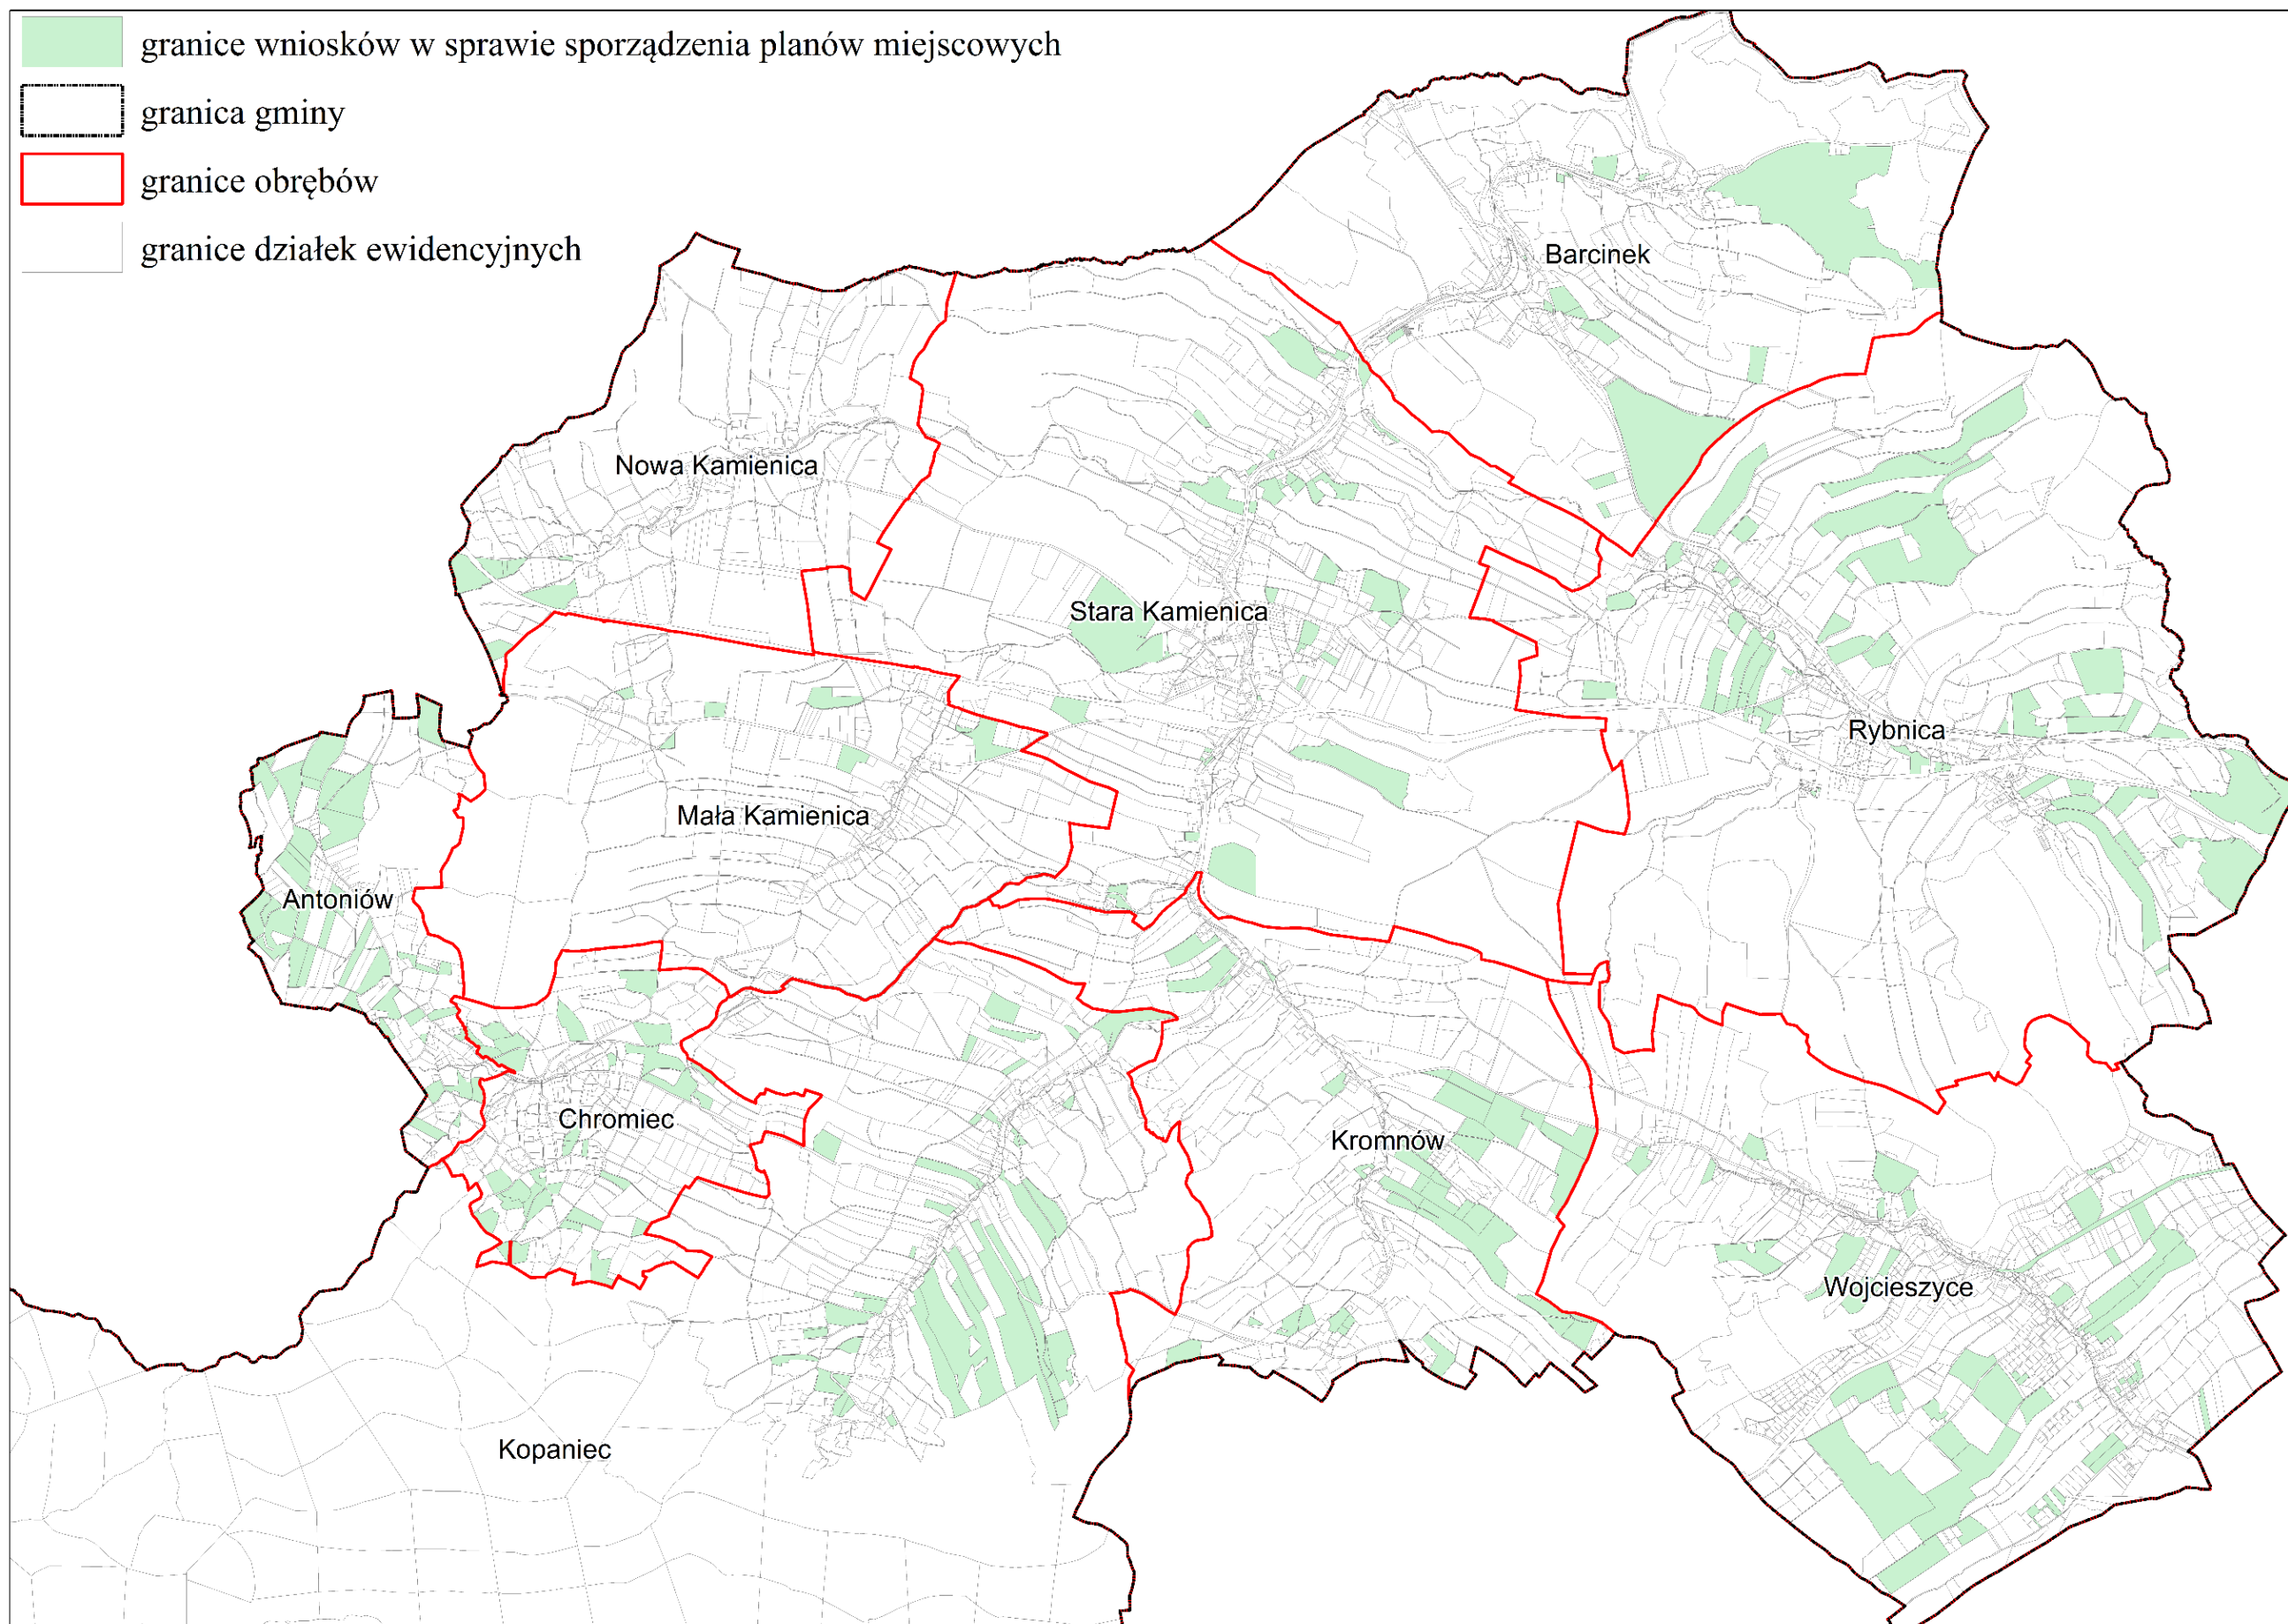 granice wniosków w sprawie sporządzenia planów miejscowych
granica gminy
granice obrębów
granice działek ewidencyjnych
Barcinek
Nowa Kamienica
Stara Kamienica
Rybnica
Mała Kamienica
Antoniów
Chromiec
Kromnów
Wojcieszyce
Kopaniec